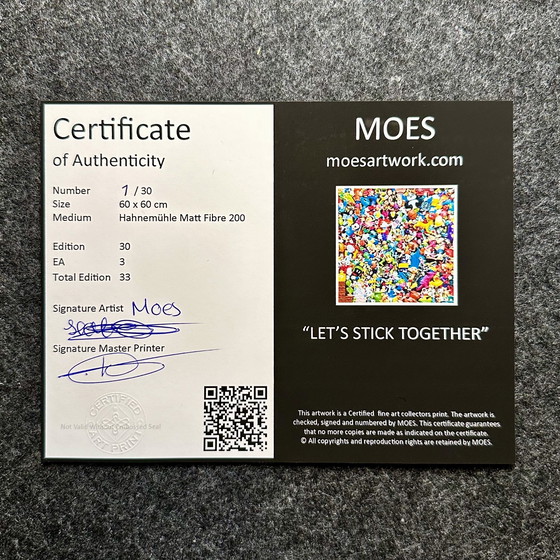 Certificate
of Authenticity
Number 1 / 30
Size 60 x 60 cm
Medium Hahnemühle Matt Fibre 200
Edition 30
EA 3
Total Edition 33
Signature Artist MOES
Signature Master Printer
Not Valid Without Embossed Seal
CERTIFIED
ART PRINT
MOES
moesartwork.com
“LET’S STICK TOGETHER”
This artwork is a Certified fine art collectors print. The artwork is
checked, signed and numbered by MOES. This certificate guarantees
that no more copies are made as indicated on the certificate.
© All copyrights and reproduction rights are retained by MOES.